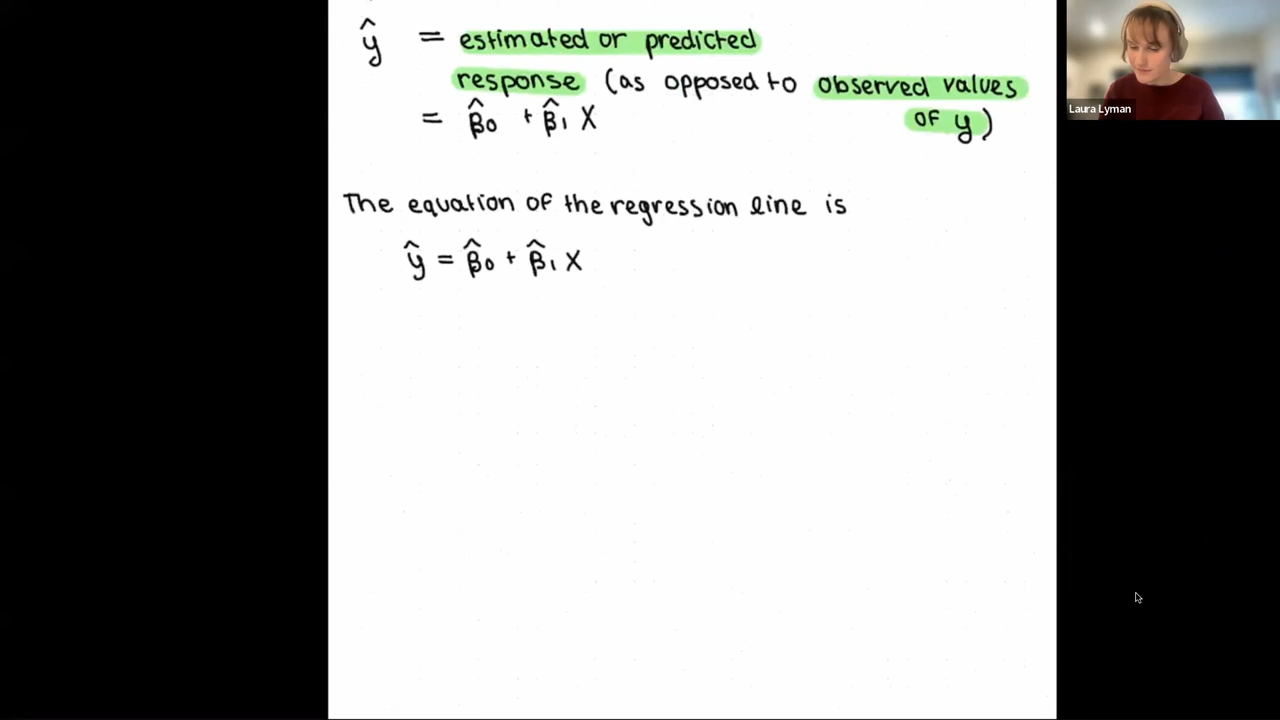 ŷ = estimated or predicted
response (as opposed to observed values
= β̂₀ + β̂₁ X
of y)
The equation of the regression line is
ŷ = β̂₀ + β̂₁ X
Laura Lyman